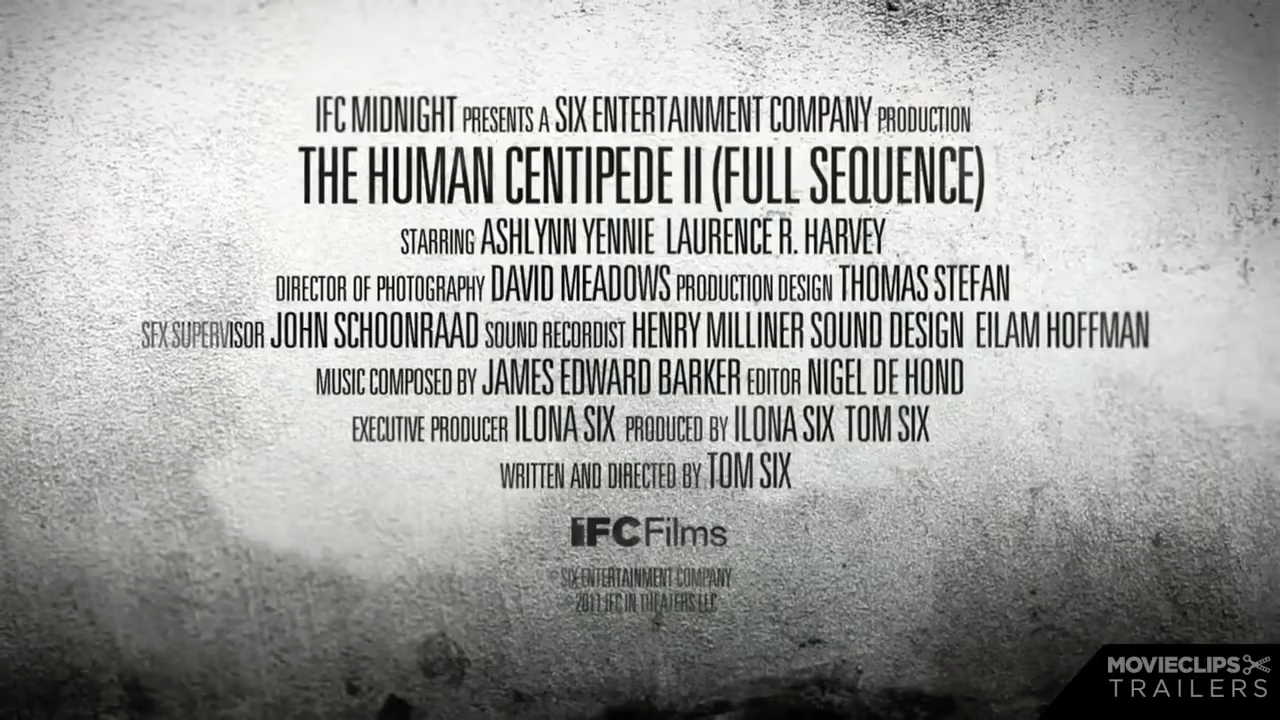 IFC MIDNIGHT PRESENTS A SIX ENTERTAINMENT COMPANY PRODUCTION
THE HUMAN CENTIPEDE II (FULL SEQUENCE)
STARRING ASHLYNN YENNIE LAURENCE R. HARVEY
DIRECTOR OF PHOTOGRAPHY DAVID MEADOWS PRODUCTION DESIGN THOMAS STEFAN
SFX SUPERVISOR JOHN SCHOONRAAD SOUND RECORDIST HENRY MILLINER SOUND DESIGN EILAM HOFFMAN
MUSIC COMPOSED BY JAMES EDWARD BARKER EDITOR NIGEL DE HOND
EXECUTIVE PRODUCER ILONA SIX PRODUCED BY ILONA SIX TOM SIX
WRITTEN AND DIRECTED BY TOM SIX
IFC Films
© SIX ENTERTAINMENT COMPANY
© 2011 IFC IN THEATERS LLC
MOVIECLIPS
TRAILERS